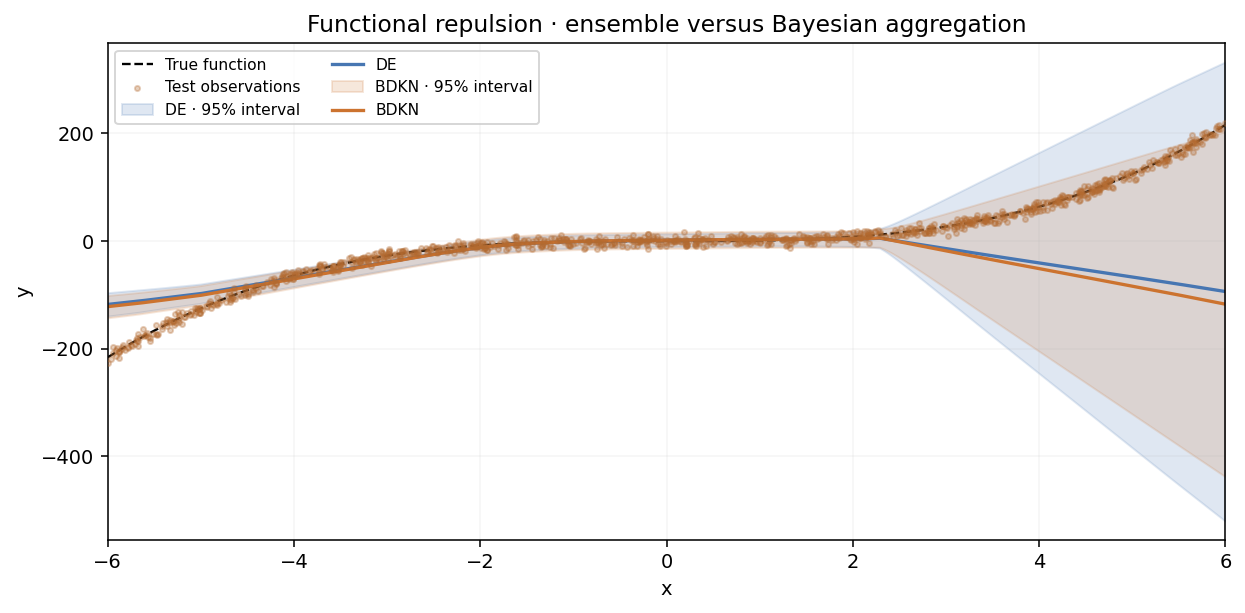 Functional repulsion · ensemble versus Bayesian aggregation
True function
Test observations
DE · 95% interval
DE
BDKN · 95% interval
BDKN
y
200
0
−200
−400
−6
−4
−2
0
2
4
6
x